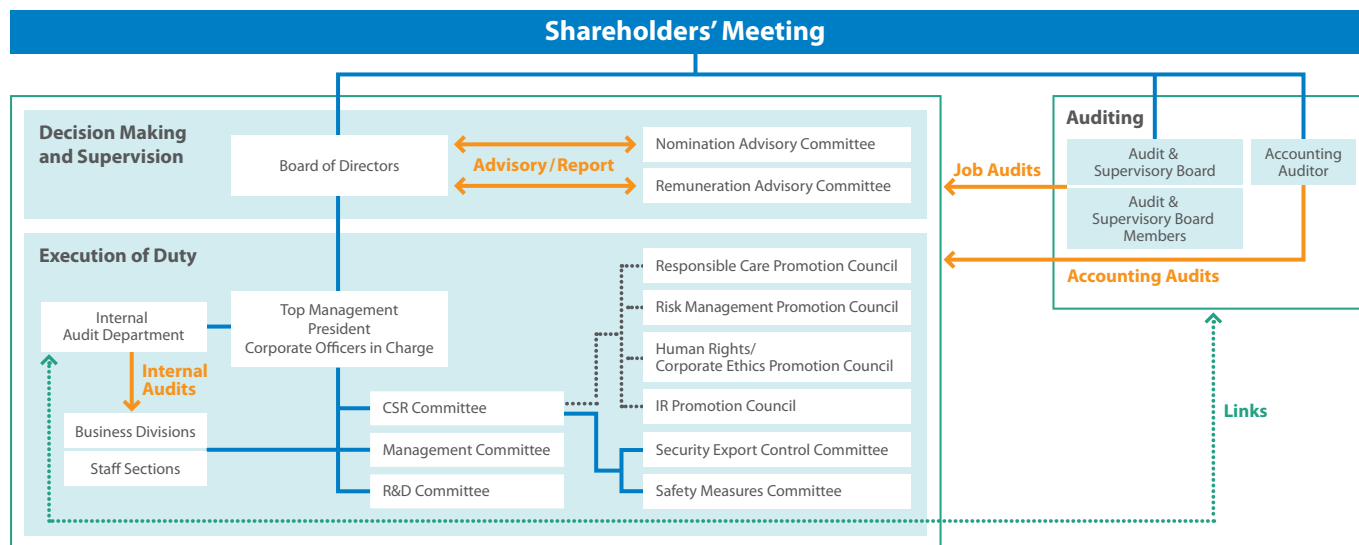 Shareholders’ Meeting
Decision Making
and Supervision
Board of Directors
Advisory/Report
Nomination Advisory Committee
Remuneration Advisory Committee
Auditing
Audit &
Supervisory Board
Audit &
Supervisory Board
Members
Accounting
Auditor
Job Audits
Accounting Audits
Execution of Duty
Internal
Audit Department
Top Management
President
Corporate Officers in Charge
Internal
Audits
Business Divisions
Staff Sections
CSR Committee
Management Committee
R&D Committee
Responsible Care Promotion Council
Risk Management Promotion Council
Human Rights/
Corporate Ethics Promotion Council
IR Promotion Council
Security Export Control Committee
Safety Measures Committee
Links